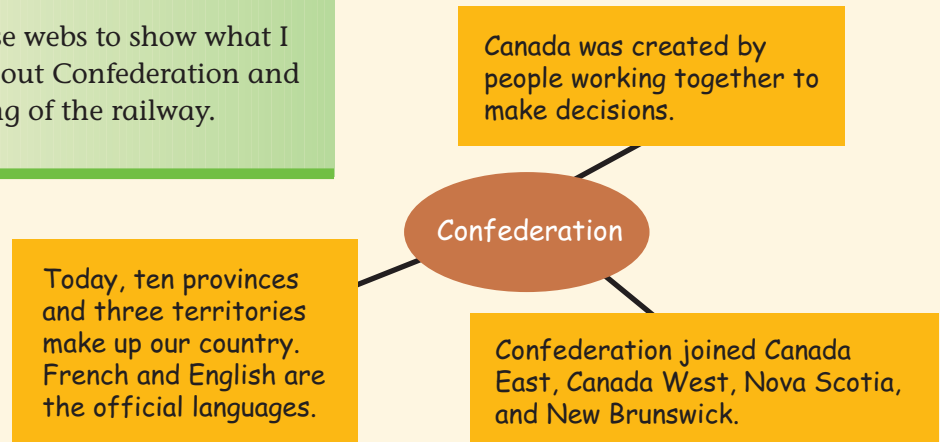 se webs to show what I
out Confederation and
ng of the railway.
Canada was created by
people working together to
make decisions.
Confederation
Today, ten provinces
and three territories
make up our country.
French and English are
the official languages.
Confederation joined Canada
East, Canada West, Nova Scotia,
and New Brunswick.